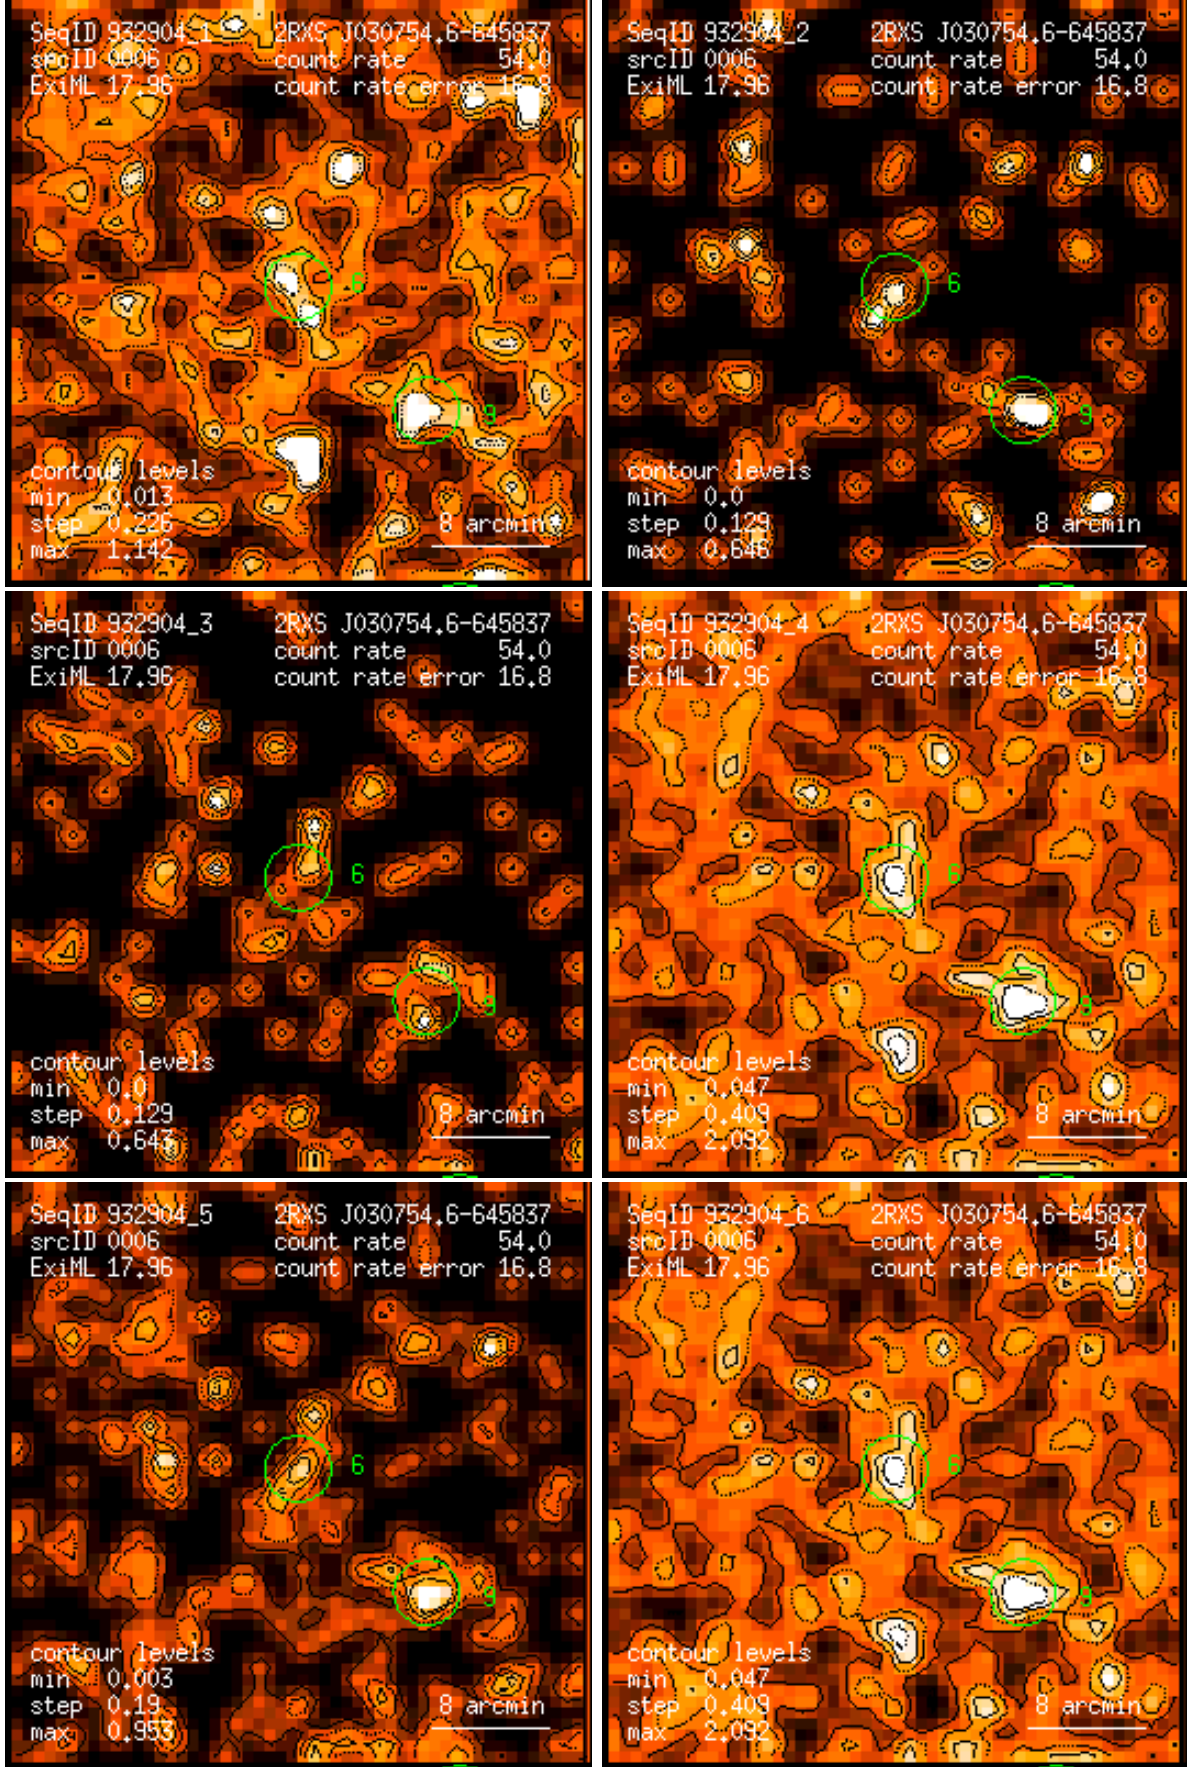 SeqID 932904_1 2RXS J030754.6-645837
srcID 0006 count rate 54.0
ExiML 17.96 count rate error 16.8
6
9
contour levels
min 0.013
step 0.226
max 1.142
8 arcmin
SeqID 932904_2 2RXS J030754.6-645837
srcID 0006 count rate 54.0
ExiML 17.96 count rate error 16.8
6
9
contour levels
min 0.0
step 0.129
max 0.646
8 arcmin
SeqID 932904_3 2RXS J030754.6-645837
srcID 0006 count rate 54.0
ExiML 17.96 count rate error 16.8
6
9
contour levels
min 0.0
step 0.129
max 0.643
8 arcmin
SeqID 932904_4 2RXS J030754.6-645837
srcID 0006 count rate 54.0
ExiML 17.96 count rate error 16.8
6
9
contour levels
min 0.047
step 0.409
max 2.092
8 arcmin
SeqID 932904_5 2RXS J030754.6-645837
srcID 0006 count rate 54.0
ExiML 17.96 count rate error 16.8
6
9
contour levels
min 0.003
step 0.19
max 0.953
8 arcmin
SeqID 932904_6 2RXS J030754.6-645837
srcID 0006 count rate 54.0
ExiML 17.96 count rate error 16.8
6
9
contour levels
min 0.047
step 0.409
max 2.092
8 arcmin